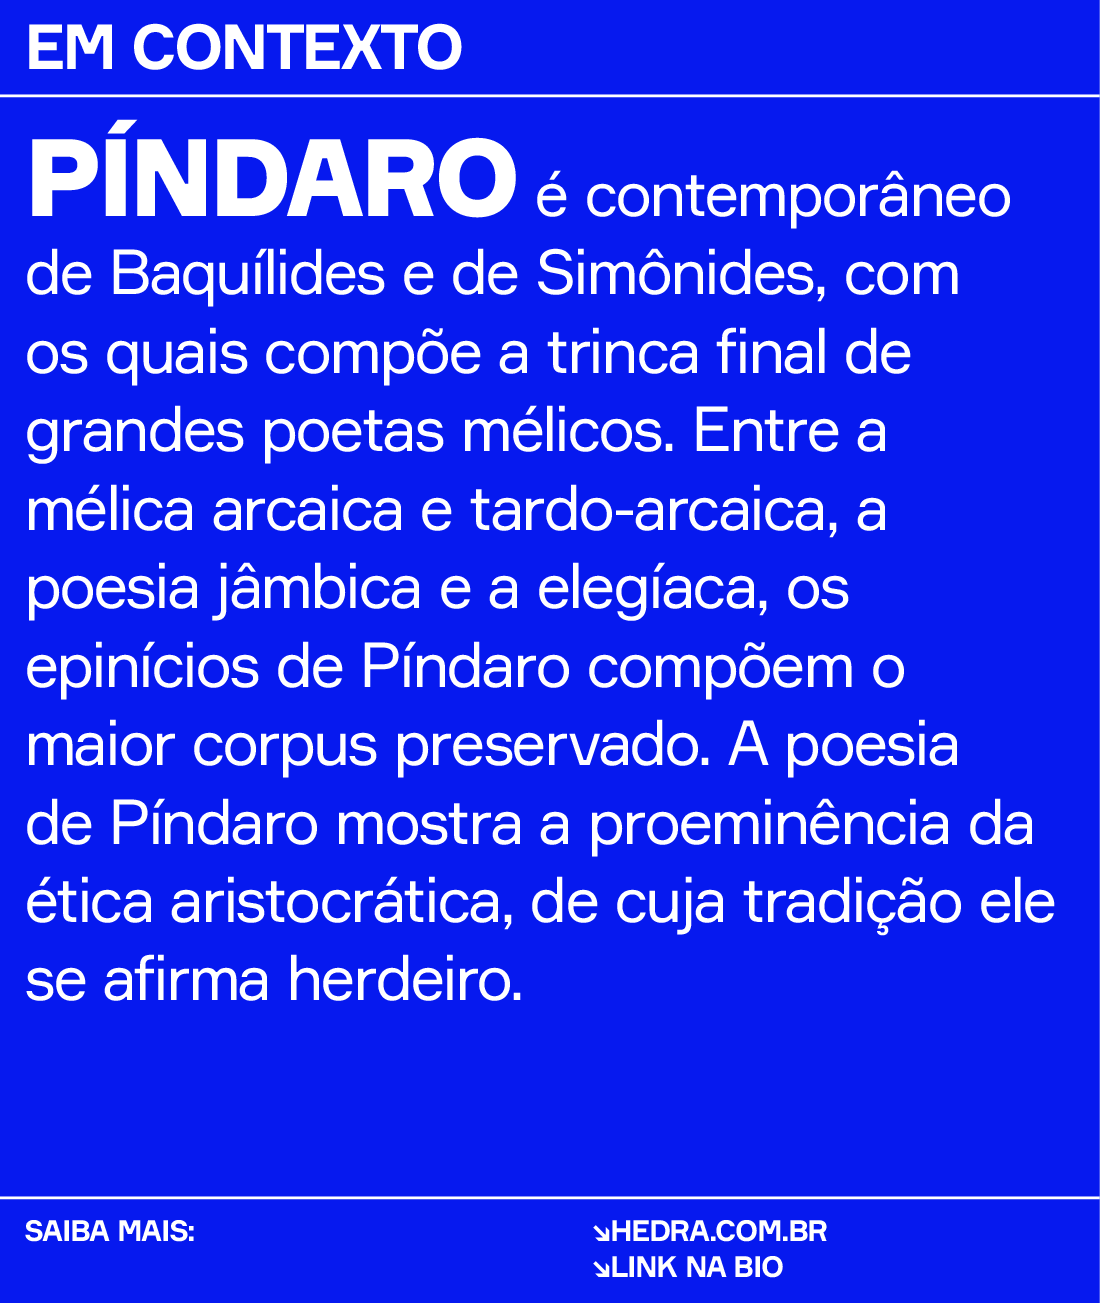 EM CONTEXTO
PÍNDARO é contemporâneo
de Baquílides e de Simônides, com
os quais compõe a trinca final de
grandes poetas mélicos. Entre a
mélica arcaica e tardo-arcaica, a
poesia jâmbica e a elegíaca, os
epinícios de Píndaro compõem o
maior corpus preservado. A poesia
de Píndaro mostra a proeminência da
ética aristocrática, de cuja tradição ele
se afirma herdeiro.
SAIBA MAIS:
↘HEDRA.COM.BR
↘LINK NA BIO